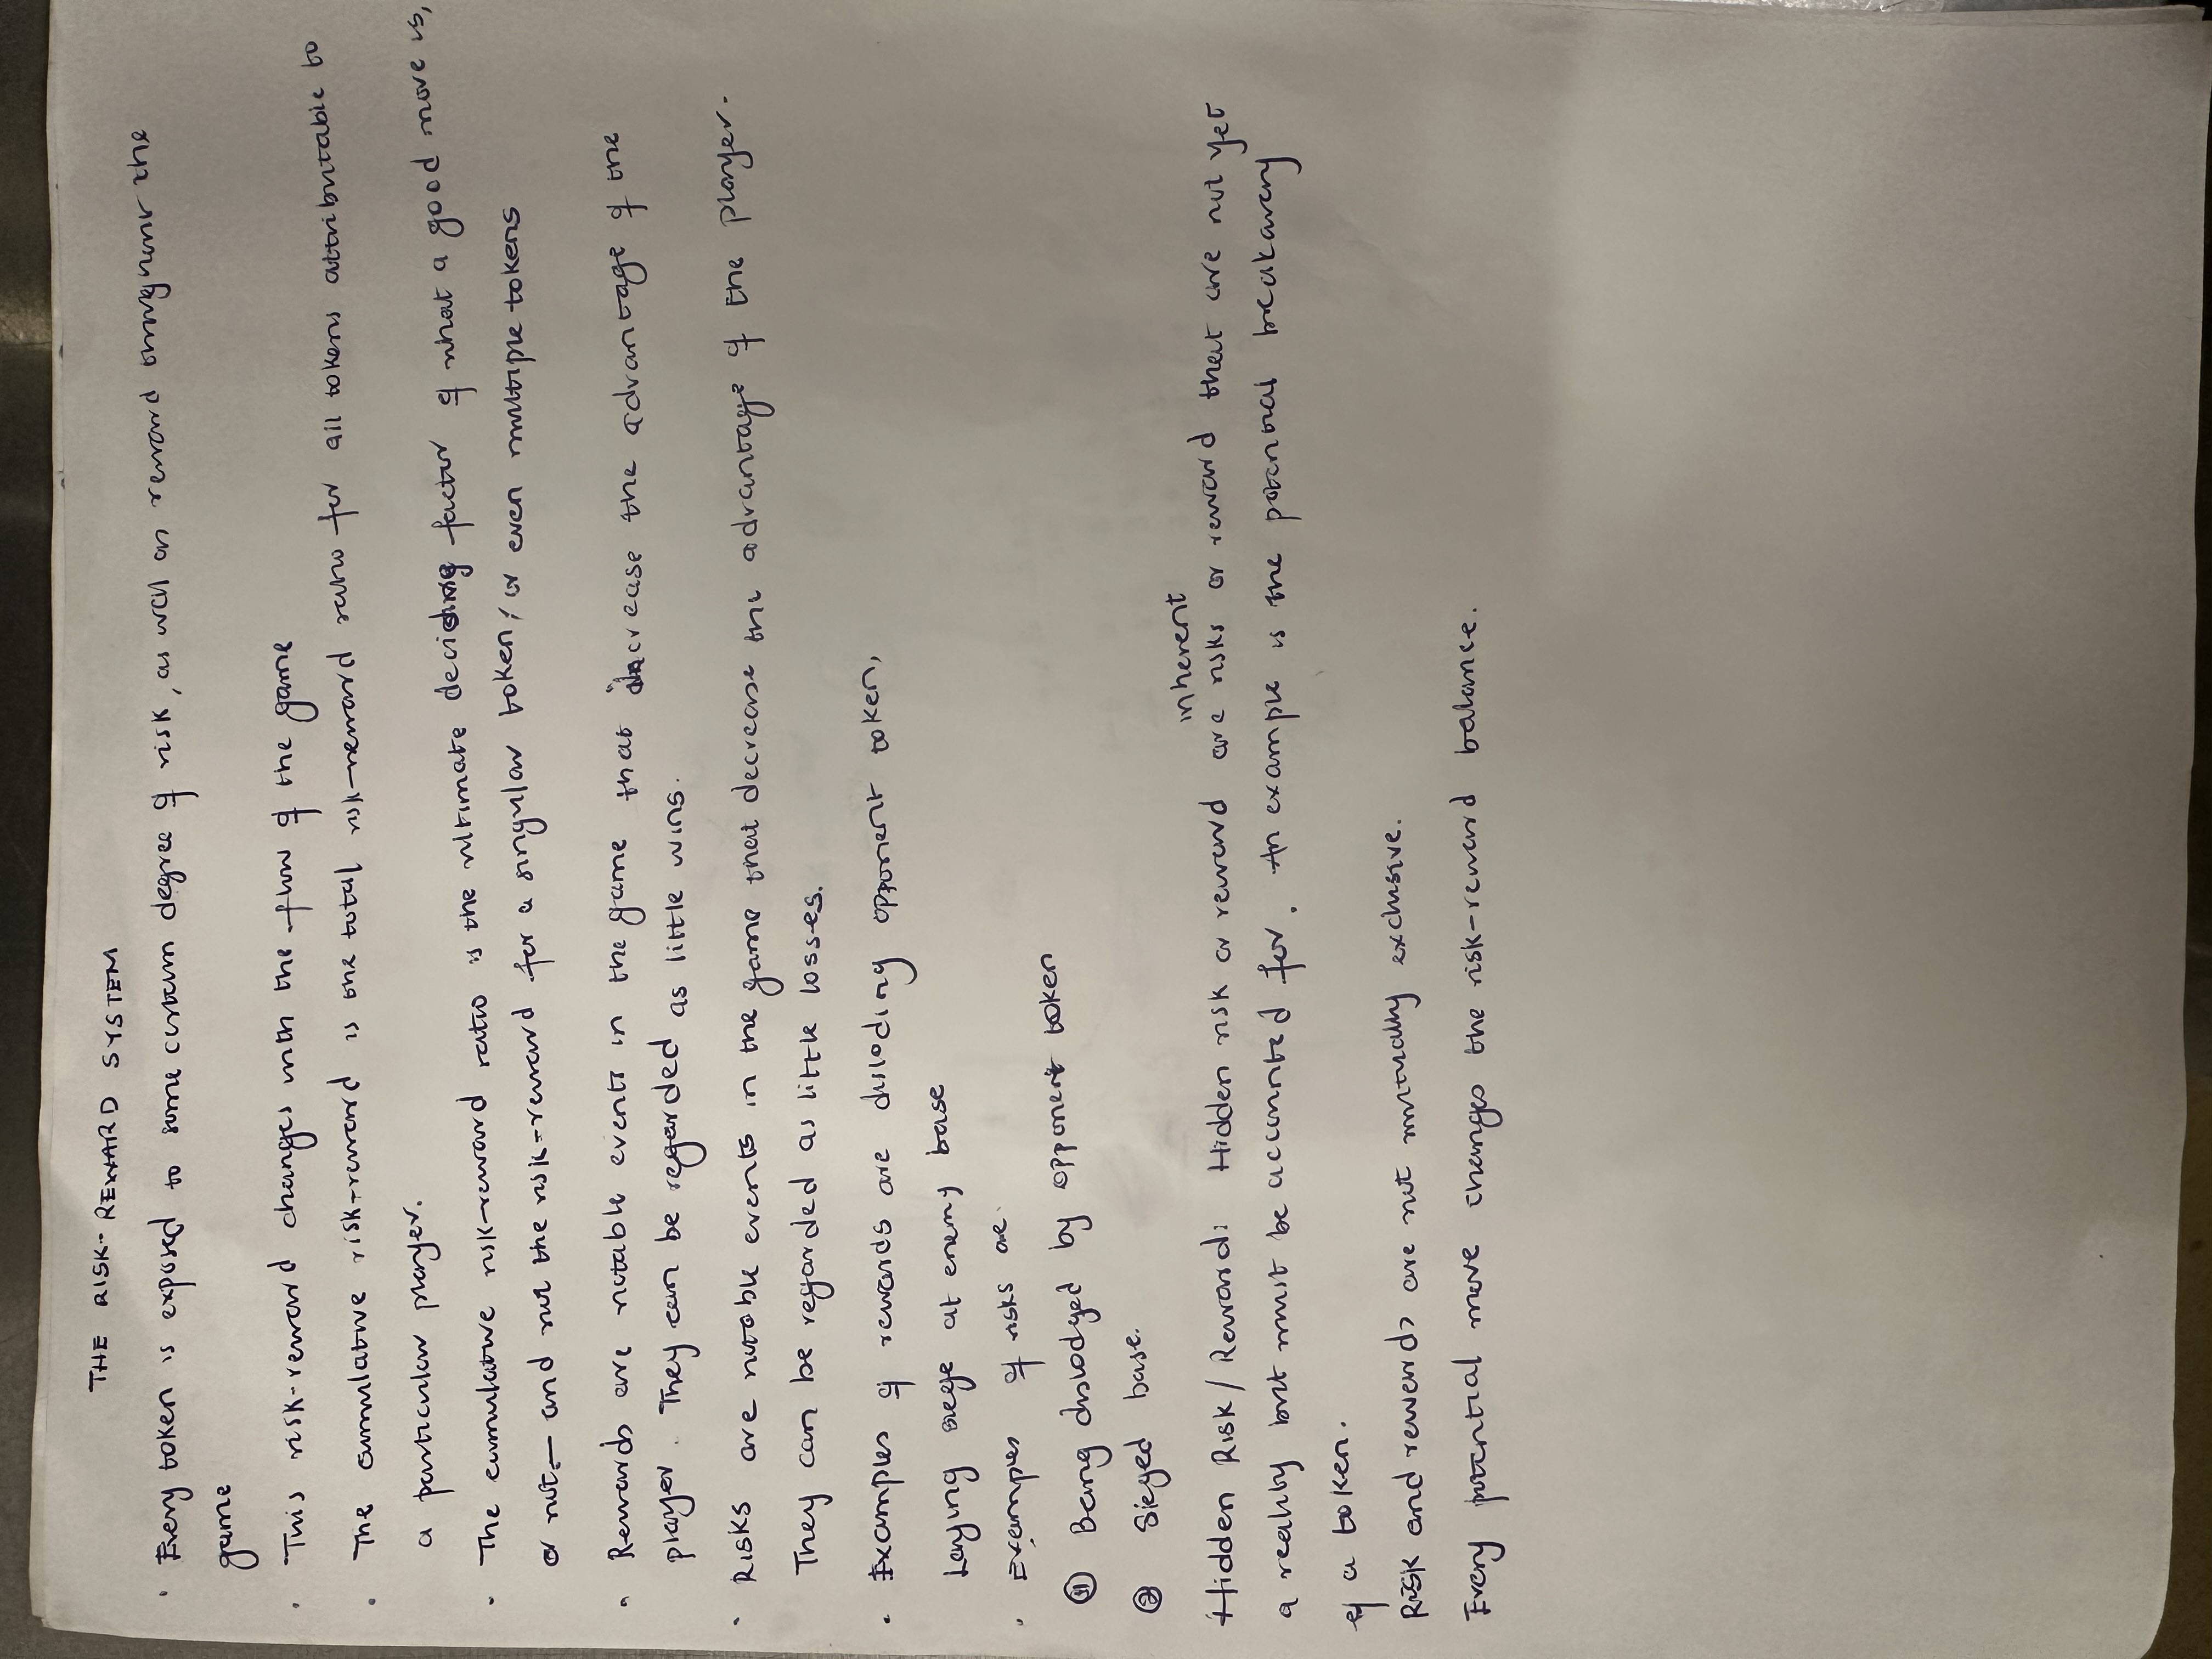 THE RISK-REWARD SYSTEM
· Every token is exposed to some certain degree of risk, as well as reward throughout the
game
· This risk-reward changes with the flow of the game
· The cumulative risk-reward is the total risk-reward ratio for all tokens attributable to
a particular player.
· The cumulative risk-reward ratio is the ultimate deciding factor of what a good move is,
or not — and not the risk-reward for a singular token, or even multiple tokens
· Rewards are notable events in the game that increase the advantage of the
player. They can be regarded as little wins.
· RISKS are notable events in the game that decrease the advantage of the player.
They can be regarded as little losses.
· Examples of rewards are disloding opponent token,
Laying siege at enemy base
· Examples of risks are
① Being dislodged by opponent token
② Sieged base.
inherent
Hidden Risk/Reward: Hidden risk or reward are risks or reward that are not yet
a reality but must be accounted for. An example is the potential breakaway
of a token.
RISK and rewards are not mutually exclusive.
Every potential move changes the risk-reward balance.